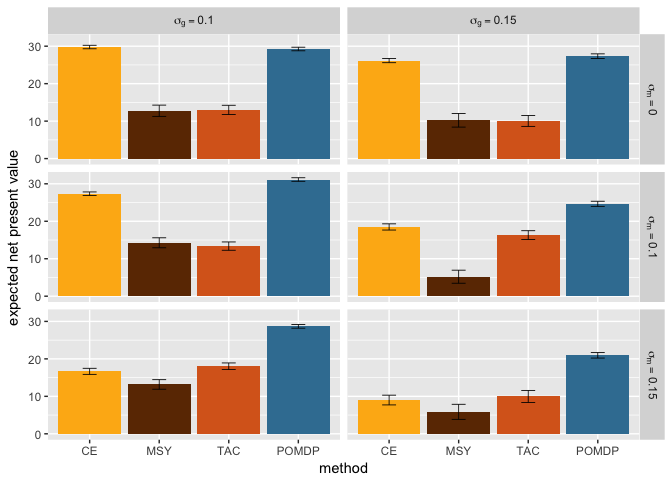 σg = 0.1
σg = 0.15
30
20
10
0
σm = 0
30
20
10
0
σm = 0.1
30
20
10
0
σm = 0.15
expected net present value
CE MSY TAC POMDP
CE MSY TAC POMDP
method